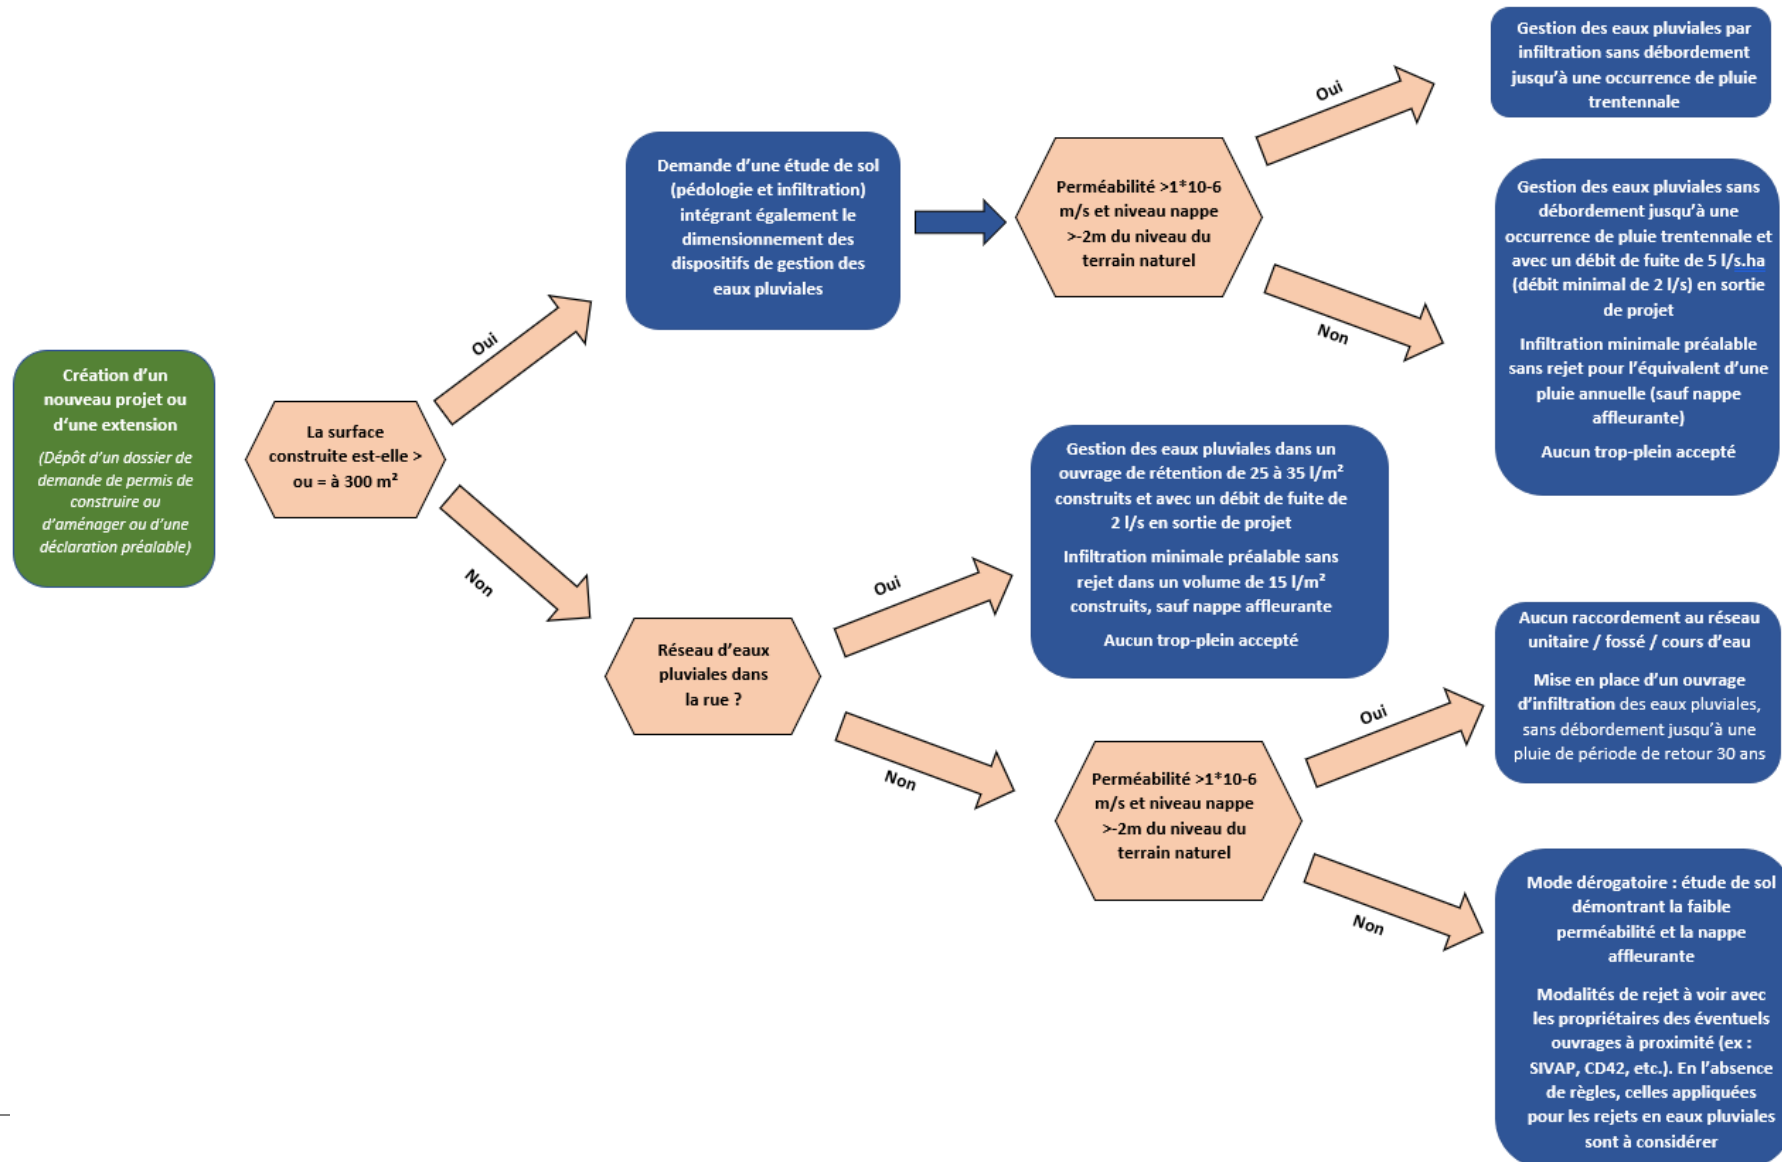 Création d’un
nouveau projet ou
d’une extension
(Dépôt d’un dossier de
demande de permis de
construire ou
d’aménager ou d’une
déclaration préalable)
La surface
construite est-elle >
ou = à 300 m²
Oui
Non
Demande d’une étude de sol
(pédologie et infiltration)
intégrant également le
dimensionnement des
dispositifs de gestion des
eaux pluviales
Perméabilité >1*10-6
m/s et niveau nappe
>-2m du niveau du
terrain naturel
Oui
Non
Gestion des eaux pluviales par
infiltration sans débordement
jusqu’à une occurrence de pluie
trentennale
Gestion des eaux pluviales sans
débordement jusqu’à une
occurrence de pluie trentennale et
avec un débit de fuite de 5 l/s.ha
(débit minimal de 2 l/s) en sortie
de projet
Infiltration minimale préalable
sans rejet pour l’équivalent d’une
pluie annuelle (sauf nappe
affleurante)
Aucun trop-plein accepté
Réseau d’eaux
pluviales dans
la rue ?
Oui
Non
Gestion des eaux pluviales dans un
ouvrage de rétention de 25 à 35 l/m²
construits et avec un débit de fuite de
2 l/s en sortie de projet
Infiltration minimale préalable sans
rejet dans un volume de 15 l/m²
construits, sauf nappe affleurante
Aucun trop-plein accepté
Perméabilité >1*10-6
m/s et niveau nappe
>-2m du niveau du
terrain naturel
Oui
Non
Aucun raccordement au réseau
unitaire / fossé / cours d’eau
Mise en place d’un ouvrage
d’infiltration des eaux pluviales,
sans débordement jusqu’à une
pluie de période de retour 30 ans
Mode dérogatoire : étude de sol
démontrant la faible
perméabilité et la nappe
affleurante
Modalités de rejet à voir avec
les propriétaires des éventuels
ouvrages à proximité (ex :
SIVAP, CD42, etc.). En l’absence
de règles, celles appliquées
pour les rejets en eaux pluviales
sont à considérer